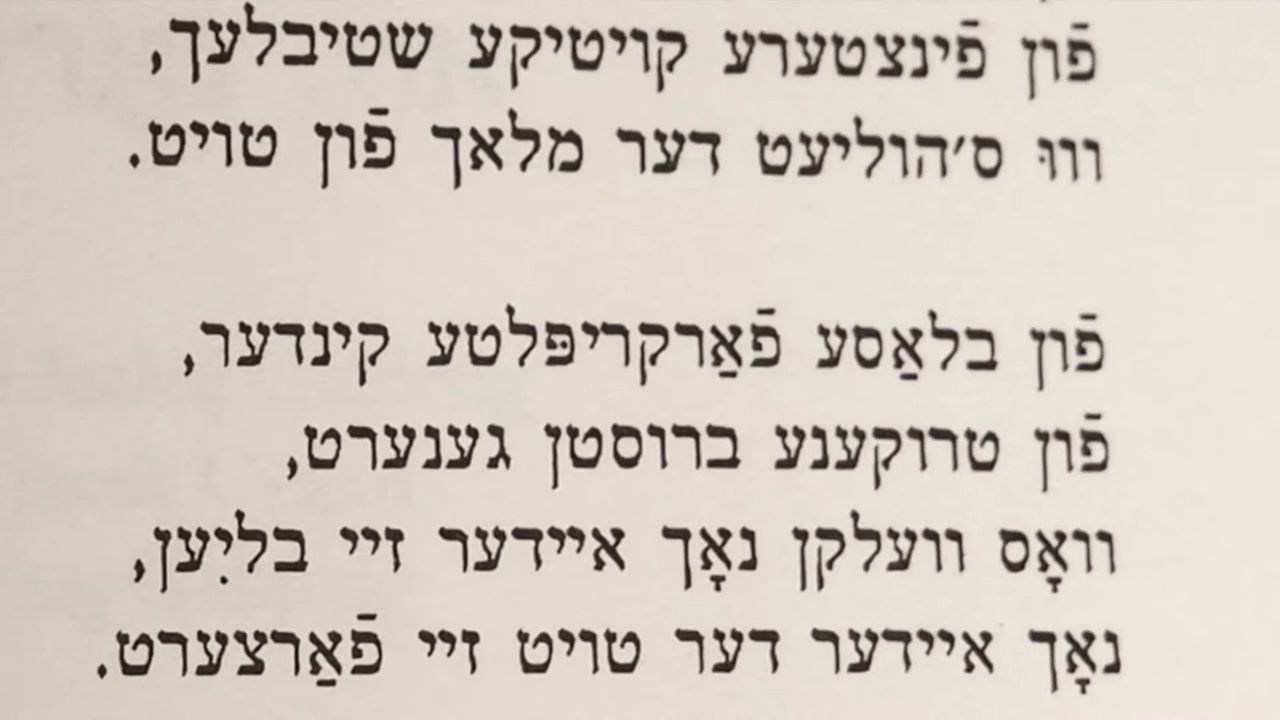 פֿון פֿינצטערע קויטיקע שטיבלעך,
וווּ ס׳הוליעט דער מלאך פֿון טויט.
פֿון בלאַסע פֿאַרקריפּלטע קינדער,
פֿון טרוקענע ברוסטן גענערט,
וואָס וועלקן נאָך איידער זיי בליִען,
נאָך איידער דער טויט זיי פֿאַרצערט.